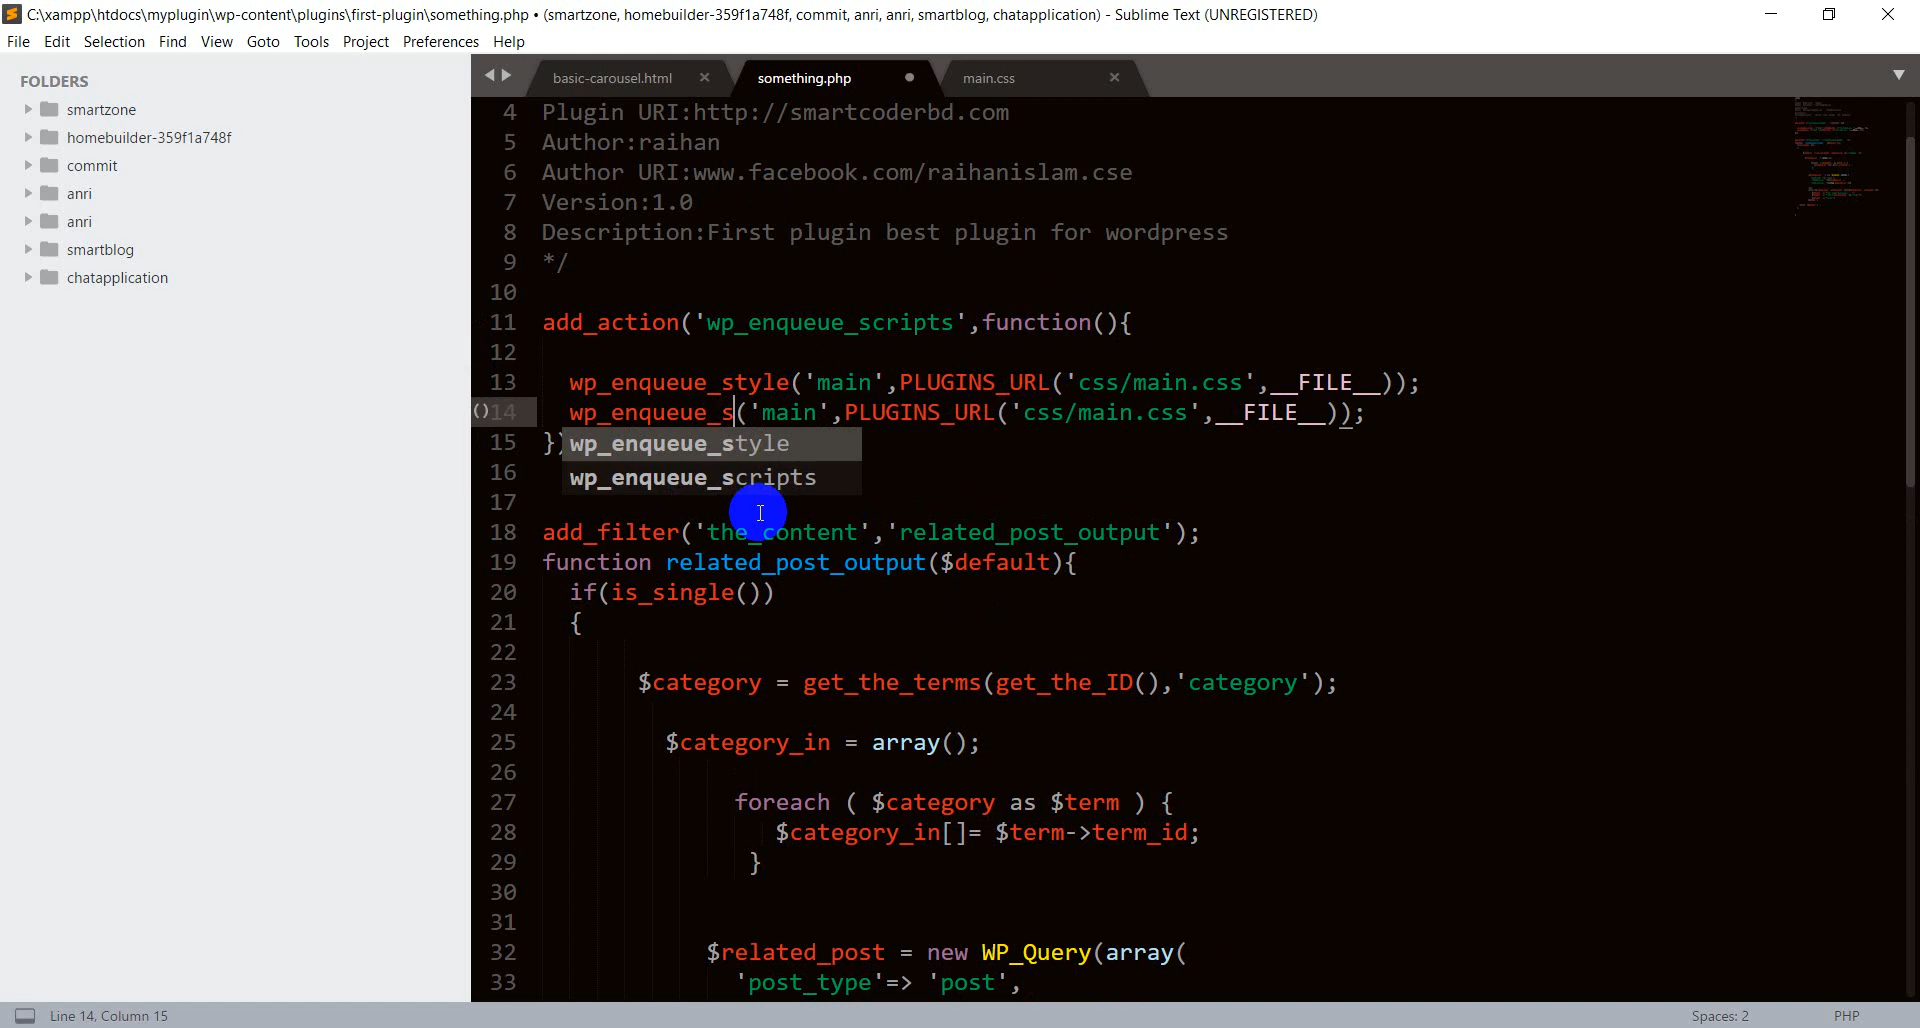 C:\xampp\htdocs\myplugin\wp-content\plugins\first-plugin\something.php • (smartzone, homebuilder-359f1a748f, commit, anri, anri, smartblog, chatapplication) - Sublime Text (UNREGISTERED)
File Edit Selection Find View Goto Tools Project Preferences Help
FOLDERS
smartzone
homebuilder-359f1a748f
commit
anri
anri
smartblog
chatapplication
basic-carousel.html something.php main.css
4 Plugin URI:http://smartcoderbd.com
5 Author:raihan
6 Author URI:www.facebook.com/raihanislam.cse
7 Version:1.0
8 Description:First plugin best plugin for wordpress
9 */
10
11 add_action('wp_enqueue_scripts',function(){
12
13 wp_enqueue_style('main',PLUGINS_URL('css/main.css',__FILE__));
14 wp_enqueue_s('main',PLUGINS_URL('css/main.css',__FILE__));
15 })
wp_enqueue_style
wp_enqueue_scripts
16
17
18 add_filter('the_content','related_post_output');
19 function related_post_output($default){
20 if(is_single())
21 {
22
23 $category = get_the_terms(get_the_ID(),'category');
24
25 $category_in = array();
26
27 foreach ( $category as $term ) {
28 $category_in[]= $term->term_id;
29 }
30
31
32 $related_post = new WP_Query(array(
33 'post_type'=> 'post',
Line 14, Column 15 Spaces: 2 PHP